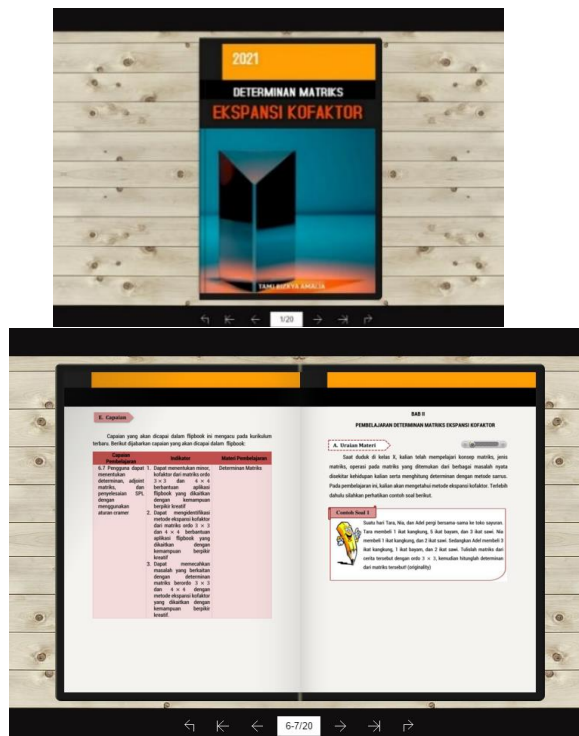 2021
DETERMINAN MATRIKS
EKSPANSI KOFAKTOR
TAMI RIZKYA AMALIA
1/20
E. Capaian
Capaian yang akan dicapai dalam flipbook ini mengacu pada kurikulum
terbaru. Berikut dijabarkan capaian yang akan dicapai dalam flipbook:
Capaian
Pembelajaran
Indikator
Materi Pembelajaran
6.7 Pengguna dapat
menentukan
determinan, adjoint
matriks, dan
penyelesaian SPL
dengan
menggunakan
aturan cramer
1. Dapat menentukan minor,
kofaktor dari matriks ordo
3 × 3 dan 4 × 4
berbantuan aplikasi
flipbook yang dikaitkan
dengan kemampuan
berpikir kreatif
2. Dapat mengidentifikasi
metode ekspansi kofaktor
dari matriks ordo 3 × 3
dan 4 × 4 berbantuan
aplikasi flipbook yang
dikaitkan dengan
kemampuan berpikir
kreatif
3. Dapat memecahkan
masalah yang berkaitan
dengan determinan
matriks berordo 3 × 3
dan 4 × 4 dengan
metode ekspansi kofaktor
yang dikaitkan dengan
kemampuan berpikir
kreatif.
Determinan Matriks
BAB II
PEMBELAJARAN DETERMINAN MATRIKS EKSPANSI KOFAKTOR
A. Uraian Materi
Saat duduk di kelas X, kalian telah mempelajari konsep matriks, jenis
matriks, operasi pada matriks yang ditemukan dari berbagai masalah nyata
disekitar kehidupan kalian serta menghitung determinan dengan metode sarrus.
Pada pembelajaran ini, kalian akan mengetahui metode ekspansi kofaktor. Terlebih
dahulu silahkan perhatikan contoh soal berikut.
Contoh Soal 1
Suatu hari Tara, Nia, dan Adel pergi bersama-sama ke toko sayuran.
Tara membeli 1 ikat kangkung, 5 ikat bayam, dan 3 ikat sawi. Nia
membeli 1 ikat kangkung, dan 2 ikat sawi. Sedangkan Adel membeli 3
ikat kangkung, 1 ikat bayam, dan 2 ikat sawi. Tulislah matriks dari
cerita tersebut dengan ordo 3 × 3, kemudian hitunglah determinan
dari matriks tersebut! (originality)
6-7/20